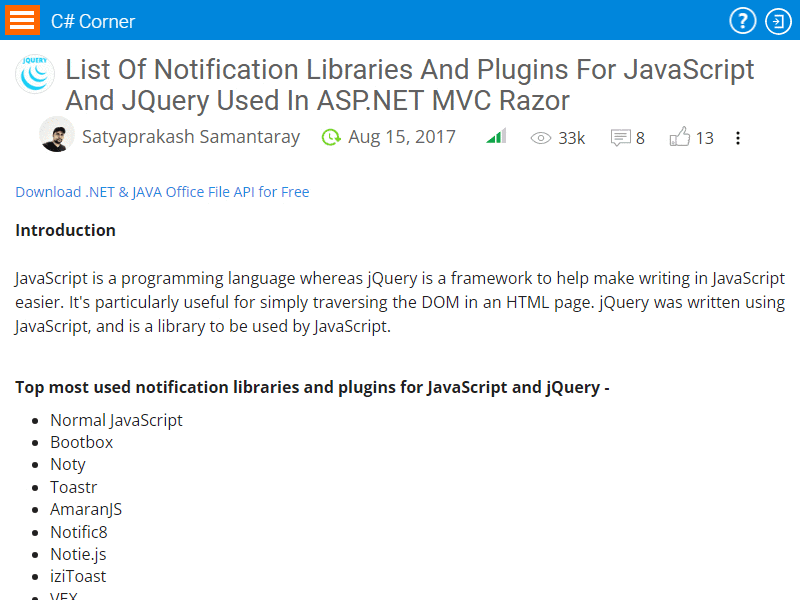 C# Corner
?
JQUERY
List Of Notification Libraries And Plugins For JavaScript
And JQuery Used In ASP.NET MVC Razor
Satyaprakash Samantaray Aug 15, 2017 33k 8 13
Download .NET & JAVA Office File API for Free
Introduction
JavaScript is a programming language whereas jQuery is a framework to help make writing in JavaScript
easier. It's particularly useful for simply traversing the DOM in an HTML page. jQuery was written using
JavaScript, and is a library to be used by JavaScript.
Top most used notification libraries and plugins for JavaScript and jQuery -
Normal JavaScript
Bootbox
Noty
Toastr
AmaranJS
Notific8
Notie.js
iziToast
VEX